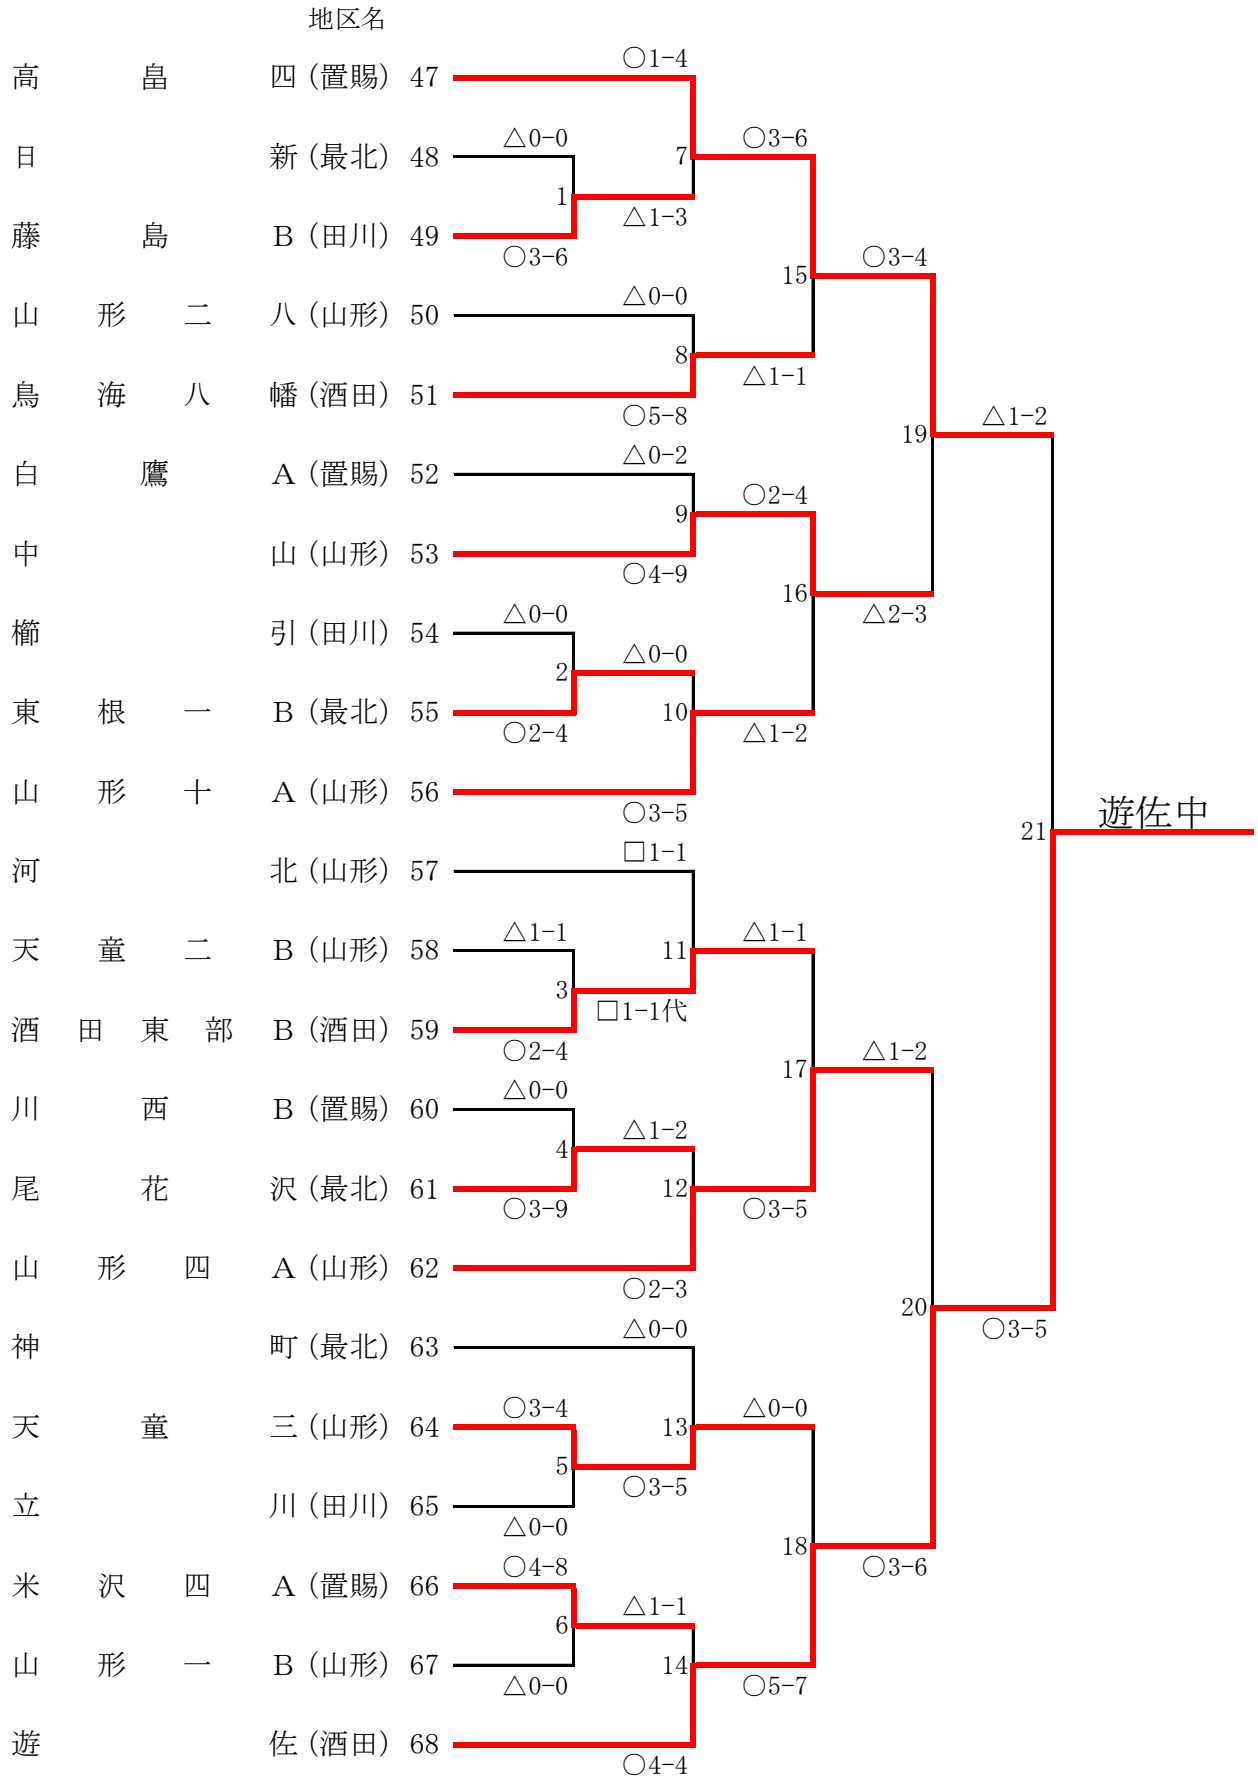 地区名
○1-4
高畠四(置賜) 47
△0-0 ○3-6
日新(最北) 48 7
1
△1-3
藤島B(田川) 49
○3-6 ○3-4
15
△0-0
山形二八(山形) 50
8
△1-1
鳥海八幡(酒田) 51
○5-8 △1-2
19
△0-2
白鷹A(置賜) 52
○2-4
9
中山(山形) 53
○4-9
16
△0-0 △2-3
櫛引(田川) 54
△0-0
2
東根一B(最北) 55 10
○2-4 △1-2
山形十A(山形) 56
○3-5 遊佐中
21
□1-1
河北(山形) 57
△1-1 △1-1
天童二B(山形) 58 11
3
□1-1代
酒田東部B(酒田) 59
○2-4 △1-2
17
△0-0
川西B(置賜) 60
△1-2
4
尾花沢(最北) 61 12
○3-9 ○3-5
山形四A(山形) 62
○2-3
20
△0-0 ○3-5
神町(最北) 63
○3-4 △0-0
天童三(山形) 64 13
5
○3-5
立川(田川) 65
△0-0
18
○4-8 ○3-6
米沢四A(置賜) 66
△1-1
6
山形一B(山形) 67 14
△0-0 ○5-7
遊佐(酒田) 68
○4-4